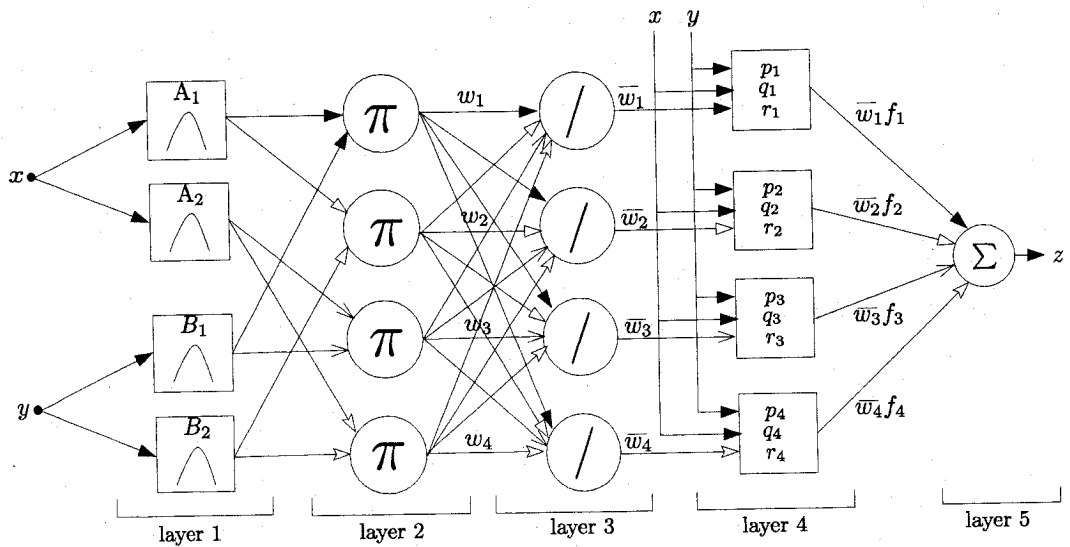 x y
A₁
π
w₁
/
w̅₁
p₁
q₁
r₁
w̅₁f₁
x
A₂
π
w₂
/
w̅₂
p₂
q₂
r₂
w̅₂f₂
Σ
z
B₁
π
w₃
/
w̅₃
p₃
q₃
r₃
w̅₃f₃
y
B₂
π
w₄
/
w̅₄
p₄
q₄
r₄
w̅₄f₄
layer 1
layer 2
layer 3
layer 4
layer 5